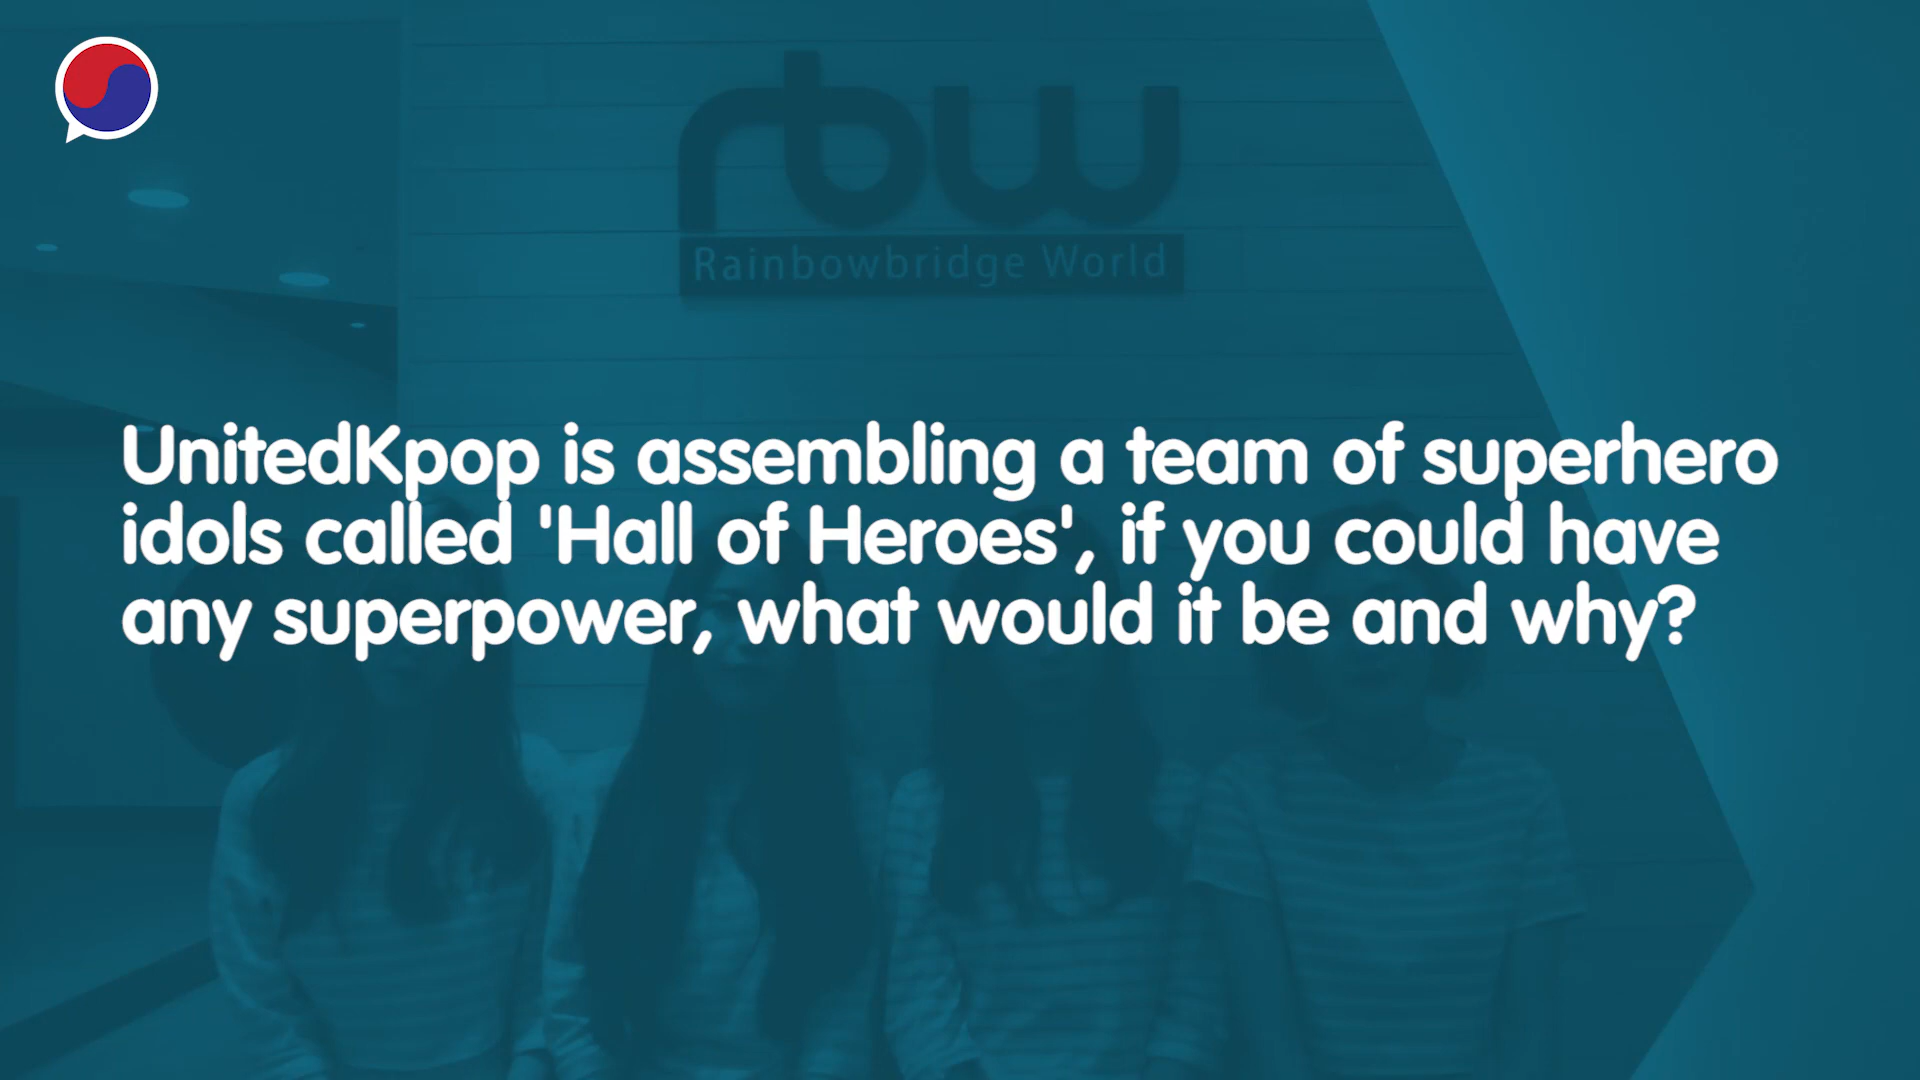 rbw
Rainbowbridge World
UnitedKpop is assembling a team of superhero
idols called 'Hall of Heroes', if you could have
any superpower, what would it be and why?